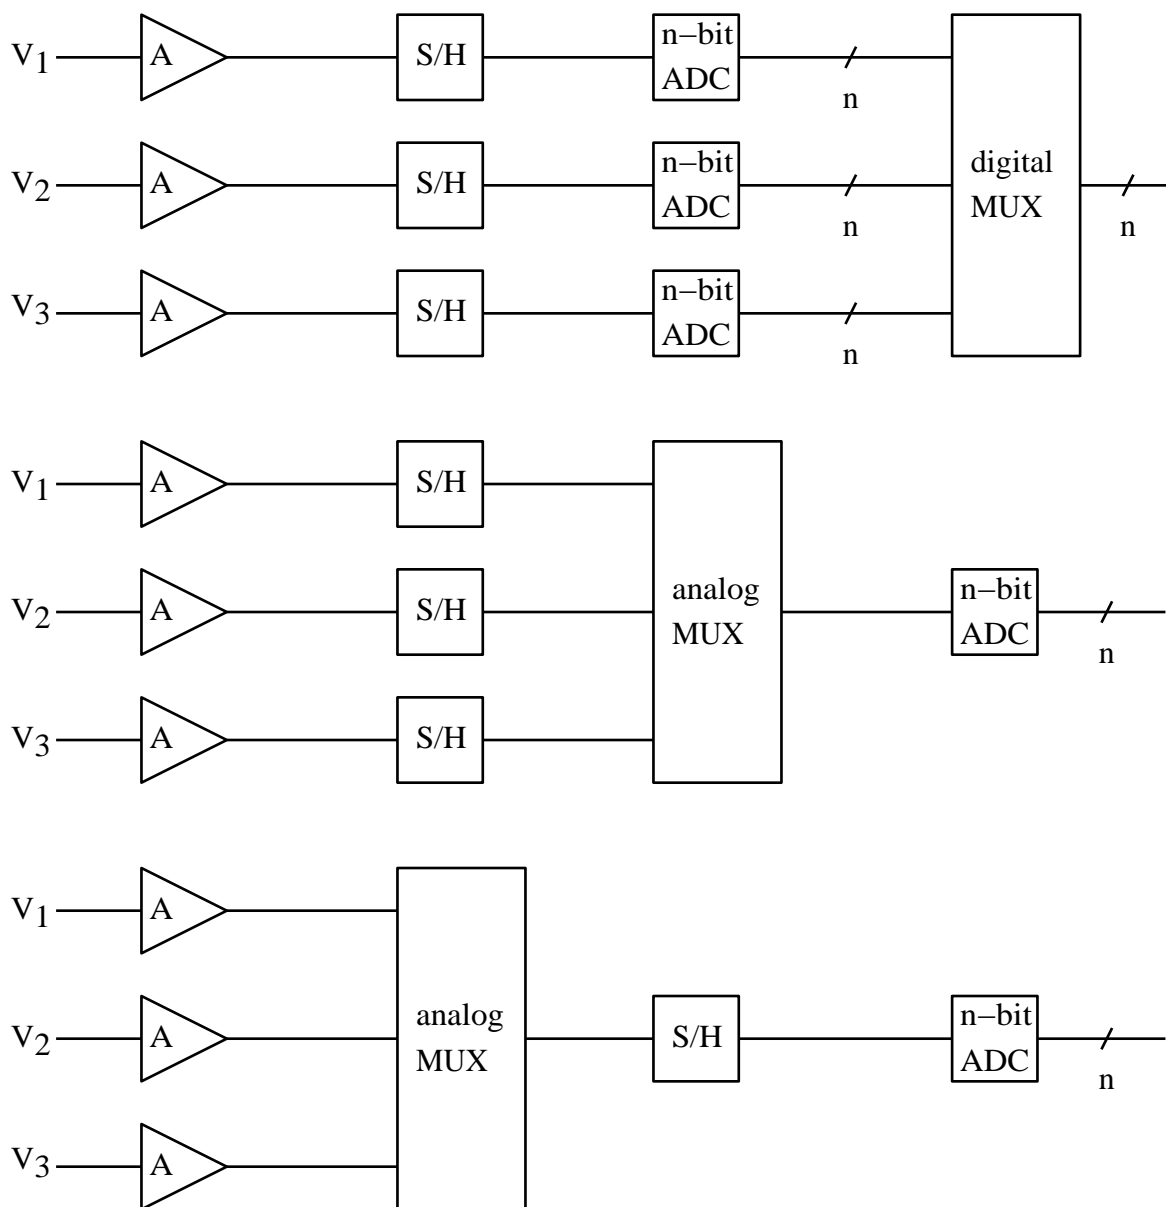 V1 A S/H n−bit ADC n
V2 A S/H n−bit ADC n digital MUX n
V3 A S/H n−bit ADC n
V1 A S/H
V2 A S/H analog MUX n−bit ADC n
V3 A S/H
V1 A
V2 A analog MUX S/H n−bit ADC n
V3 A